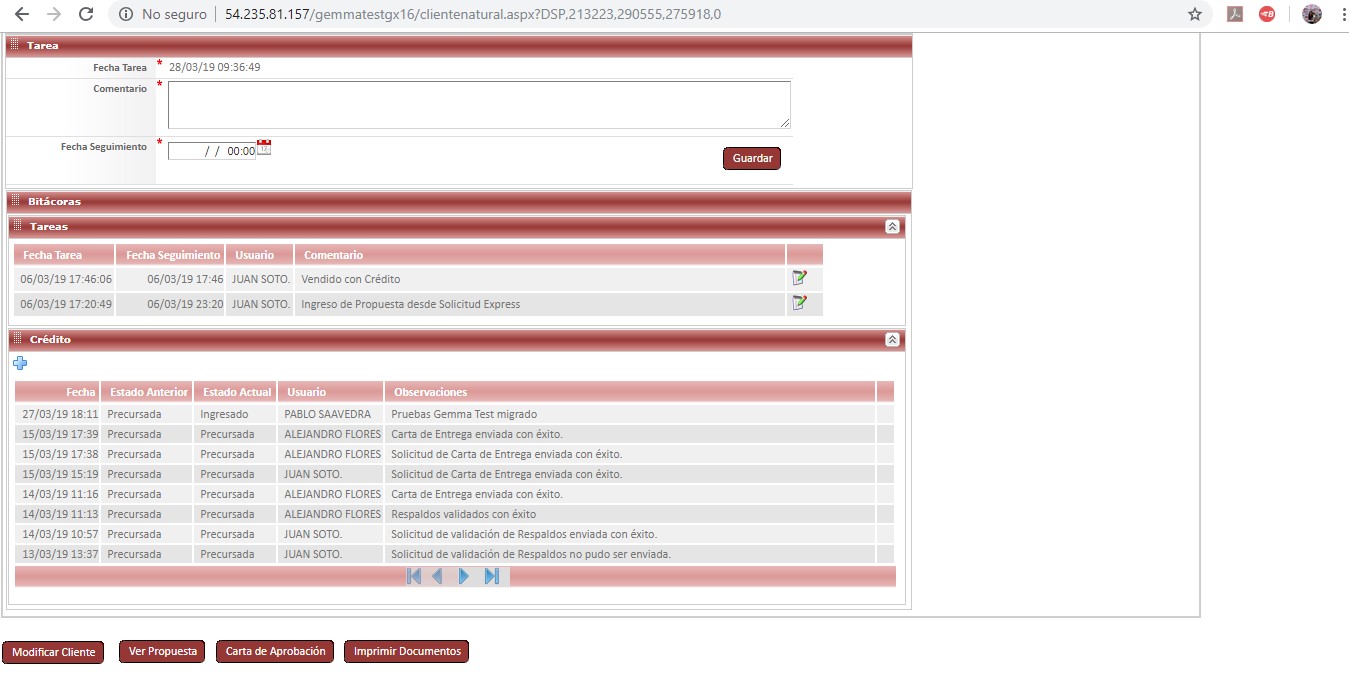 No seguro | 54.235.81.157/gemmatestgx16/clientenatural.aspx?DSP,213223,290555,275918,0
Tarea
Fecha Tarea * 28/03/19 09:36:49
Comentario *
Fecha Seguimiento * / / 00:00
Guardar
Bitácoras
Tareas
Fecha Tarea Fecha Seguimiento Usuario Comentario
06/03/19 17:46:06 06/03/19 17:46 JUAN SOTO. Vendido con Crédito
06/03/19 17:20:49 06/03/19 23:20 JUAN SOTO. Ingreso de Propuesta desde Solicitud Express
Crédito
Fecha Estado Anterior Estado Actual Usuario Observaciones
27/03/19 18:11 Precursada Ingresado PABLO SAAVEDRA Pruebas Gemma Test migrado
15/03/19 17:39 Precursada Precursada ALEJANDRO FLORES Carta de Entrega enviada con éxito.
15/03/19 17:38 Precursada Precursada ALEJANDRO FLORES Solicitud de Carta de Entrega enviada con éxito.
15/03/19 15:19 Precursada Precursada JUAN SOTO. Solicitud de Carta de Entrega enviada con éxito.
14/03/19 11:16 Precursada Precursada ALEJANDRO FLORES Carta de Entrega enviada con éxito.
14/03/19 11:13 Precursada Precursada ALEJANDRO FLORES Respaldos validados con éxito
14/03/19 10:57 Precursada Precursada JUAN SOTO. Solicitud de validación de Respaldos enviada con éxito.
13/03/19 13:37 Precursada Precursada JUAN SOTO. Solicitud de validación de Respaldos no pudo ser enviada.
Modificar Cliente Ver Propuesta Carta de Aprobación Imprimir Documentos